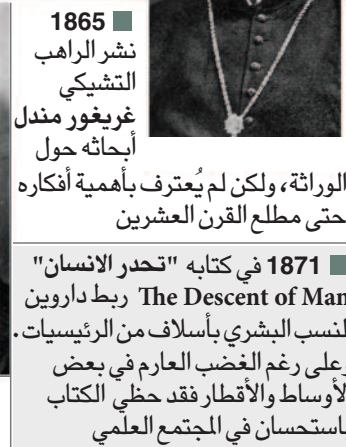 1865
نشر الراهب
التشيكي
غريغور مندل
أبحاثه حول
الوراثة، ولكن لم يُعترف بأهمية أفكاره
حتى مطلع القرن العشرين
1871 في كتابه "تحدر الانسان"
The Descent of Man ربط داروين
لنسب البشري بأسلاف من الرئيسيات.
وعلى رغم الغضب العارم في بعض
لأوساط والأقطار فقد حظي الكتاب
باستحسان في المجتمع العلمي